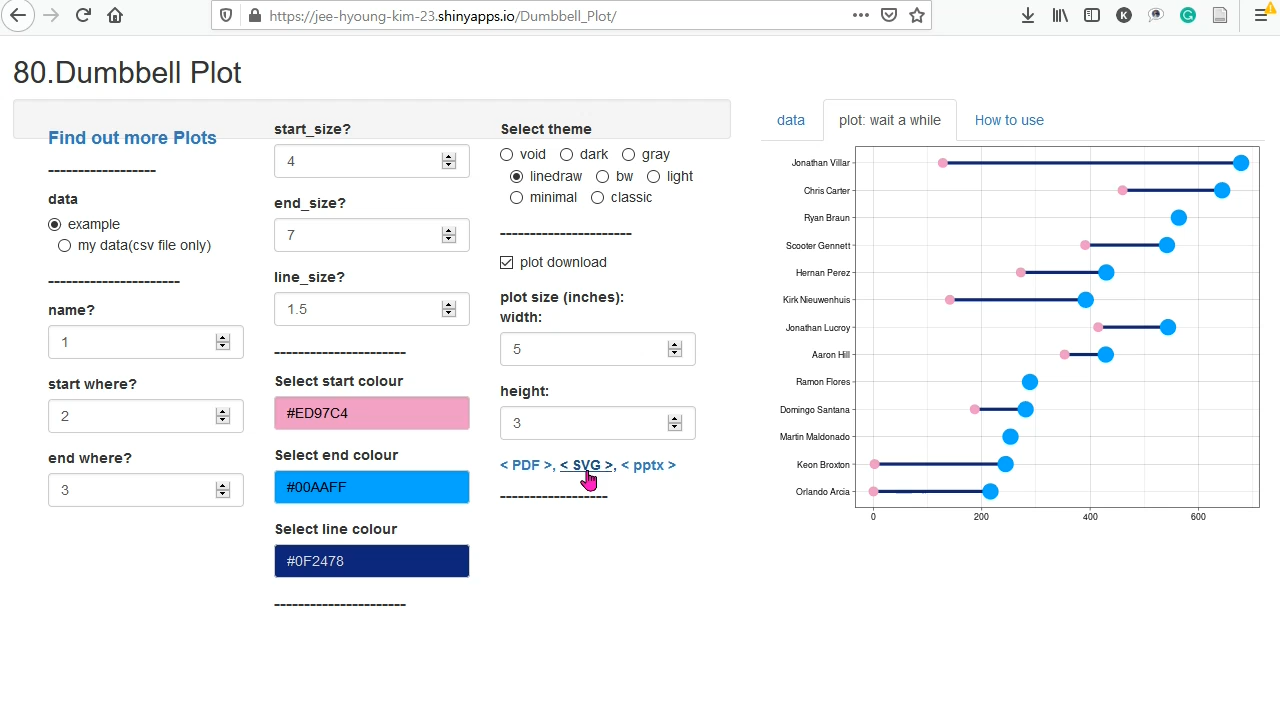 https://jee-hyoung-kim-23.shinyapps.io/Dumbbell_Plot/
K
G
80.Dumbbell Plot
Find out more Plots
------------------
data
example
my data(csv file only)
----------------------
name?
1
start where?
2
end where?
3
start_size?
4
end_size?
7
line_size?
1.5
----------------------
Select start colour
#ED97C4
Select end colour
#00AAFF
Select line colour
#0F2478
----------------------
Select theme
void dark gray
linedraw bw light
minimal classic
----------------------
plot download
plot size (inches):
width:
5
height:
3
< PDF >, < SVG >, < pptx >
------------------
data plot: wait a while How to use
Jonathan Villar
Chris Carter
Ryan Braun
Scooter Gennett
Hernan Perez
Kirk Nieuwenhuis
Jonathan Lucroy
Aaron Hill
Ramon Flores
Domingo Santana
Martin Maldonado
Keon Broxton
Orlando Arcia
0 200 400 600